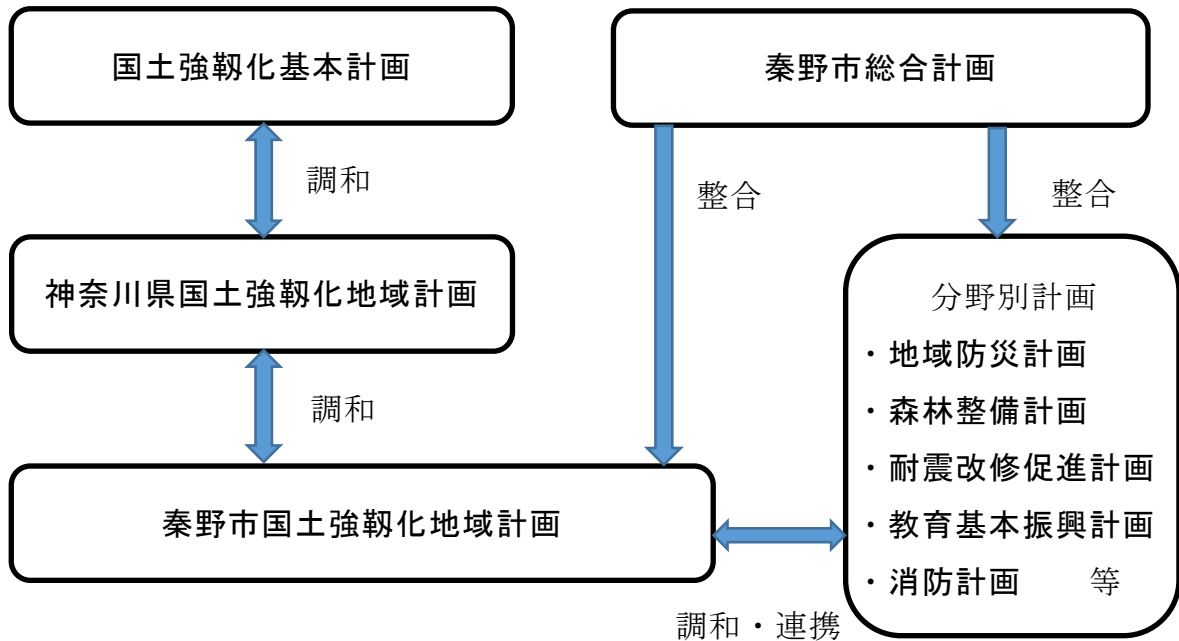 国土強靱化基本計画
秦野市総合計画
調和
整合
整合
神奈川県国土強靱化地域計画
分野別計画
・地域防災計画
・森林整備計画
・耐震改修促進計画
・教育基本振興計画
・消防計画　　等
調和
秦野市国土強靱化地域計画
調和・連携